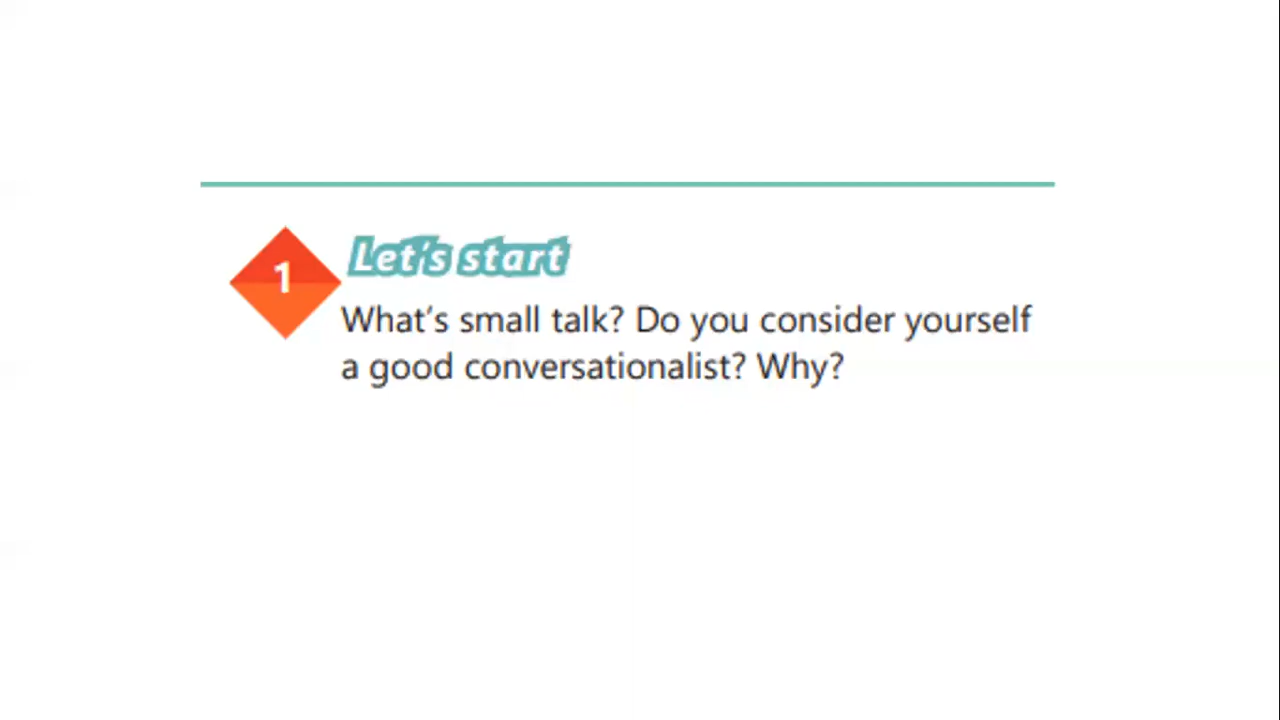 1
Let's start
What's small talk? Do you consider yourself
a good conversationalist? Why?